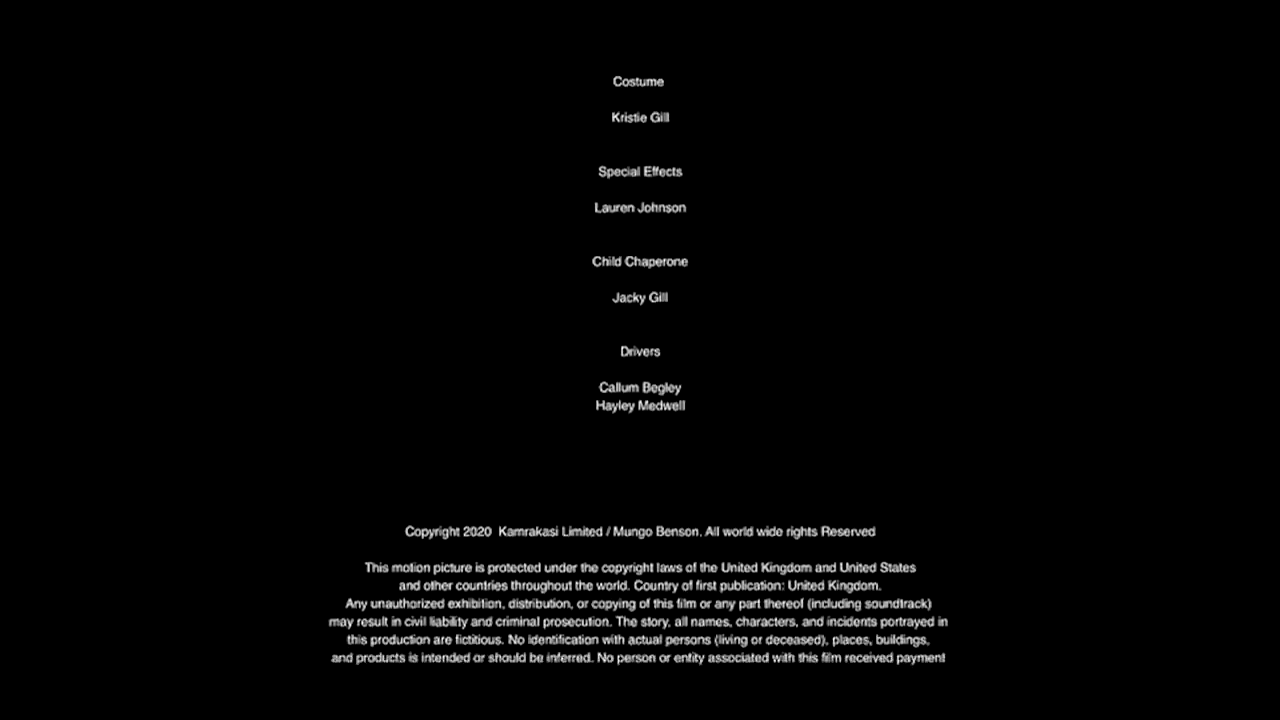 Costume
Kristie Gill
Special Effects
Lauren Johnson
Child Chaperone
Jacky Gill
Drivers
Callum Begley
Hayley Medwell
Copyright 2020  Kamrakasi Limited / Mungo Benson. All world wide rights Reserved
This motion picture is protected under the copyright laws of the United Kingdom and United States
and other countries throughout the world. Country of first publication: United Kingdom.
Any unauthorized exhibition, distribution, or copying of this film or any part thereof (including soundtrack)
may result in civil liability and criminal prosecution. The story, all names, characters, and incidents portrayed in
this production are fictitious. No identification with actual persons (living or deceased), places, buildings,
and products is intended or should be inferred. No person or entity associated with this film received payment